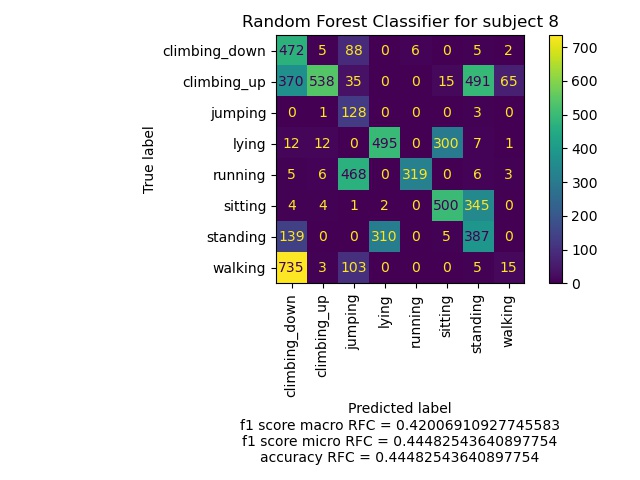 Random Forest Classifier for subject 8
climbing_down 472 5 88 0 6 0 5 2
climbing_up 370 538 35 0 0 15 491 65
jumping 0 1 128 0 0 0 3 0
lying 12 12 0 495 0 300 7 1
running 5 6 468 0 319 0 6 3
sitting 4 4 1 2 0 500 345 0
standing 139 0 0 310 0 5 387 0
walking 735 3 103 0 0 0 5 15
True label
climbing_down climbing_up jumping lying running sitting standing walking
Predicted label
700
600
500
400
300
200
100
0
f1 score macro RFC = 0.42006910927745583
f1 score micro RFC = 0.44482543640897754
accuracy RFC = 0.44482543640897754